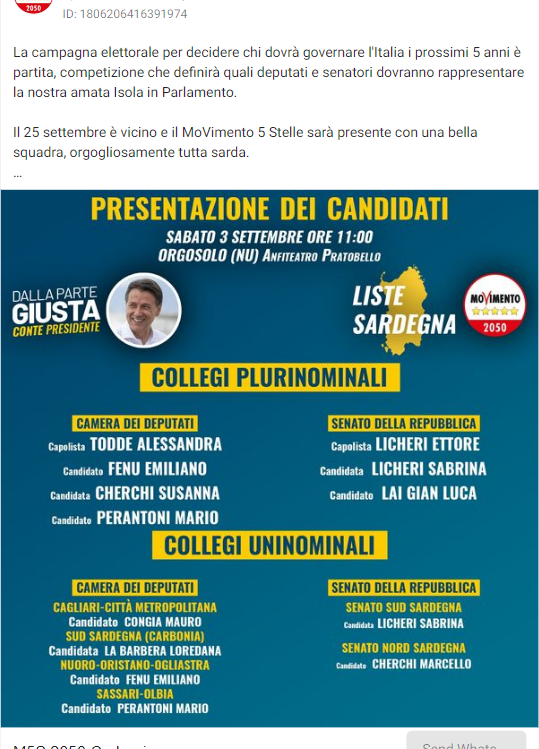 2050
ID: 1806206416391974
La campagna elettorale per decidere chi dovrà governare l'Italia i prossimi 5 anni è
partita, competizione che definirà quali deputati e senatori dovranno rappresentare
la nostra amata Isola in Parlamento.
Il 25 settembre è vicino e il MoVimento 5 Stelle sarà presente con una bella
squadra, orgogliosamente tutta sarda.
...
PRESENTAZIONE DEI CANDIDATI
SABATO 3 SETTEMBRE ORE 11:00
ORGOSOLO (NU) ANFITEATRO PRATOBELLO
DALLA PARTE
GIUSTA
CONTE PRESIDENTE
LISTE
SARDEGNA
MOVIMENTO
2050
COLLEGI PLURINOMINALI
CAMERA DEI DEPUTATI
Capolista TODDE ALESSANDRA
Candidato FENU EMILIANO
Candidata CHERCHI SUSANNA
Candidato PERANTONI MARIO
SENATO DELLA REPUBBLICA
Capolista LICHERI ETTORE
Candidata LICHERI SABRINA
Candidato LAI GIAN LUCA
COLLEGI UNINOMINALI
CAMERA DEI DEPUTATI
CAGLIARI-CITTÀ METROPOLITANA
Candidato CONGIA MAURO
SUD SARDEGNA (CARBONIA)
Candidata LA BARBERA LOREDANA
NUORO-ORISTANO-OGLIASTRA
Candidato FENU EMILIANO
SASSARI-OLBIA
Candidato PERANTONI MARIO
SENATO DELLA REPUBBLICA
SENATO SUD SARDEGNA
Candidata LICHERI SABRINA
SENATO NORD SARDEGNA
Candidato CHERCHI MARCELLO